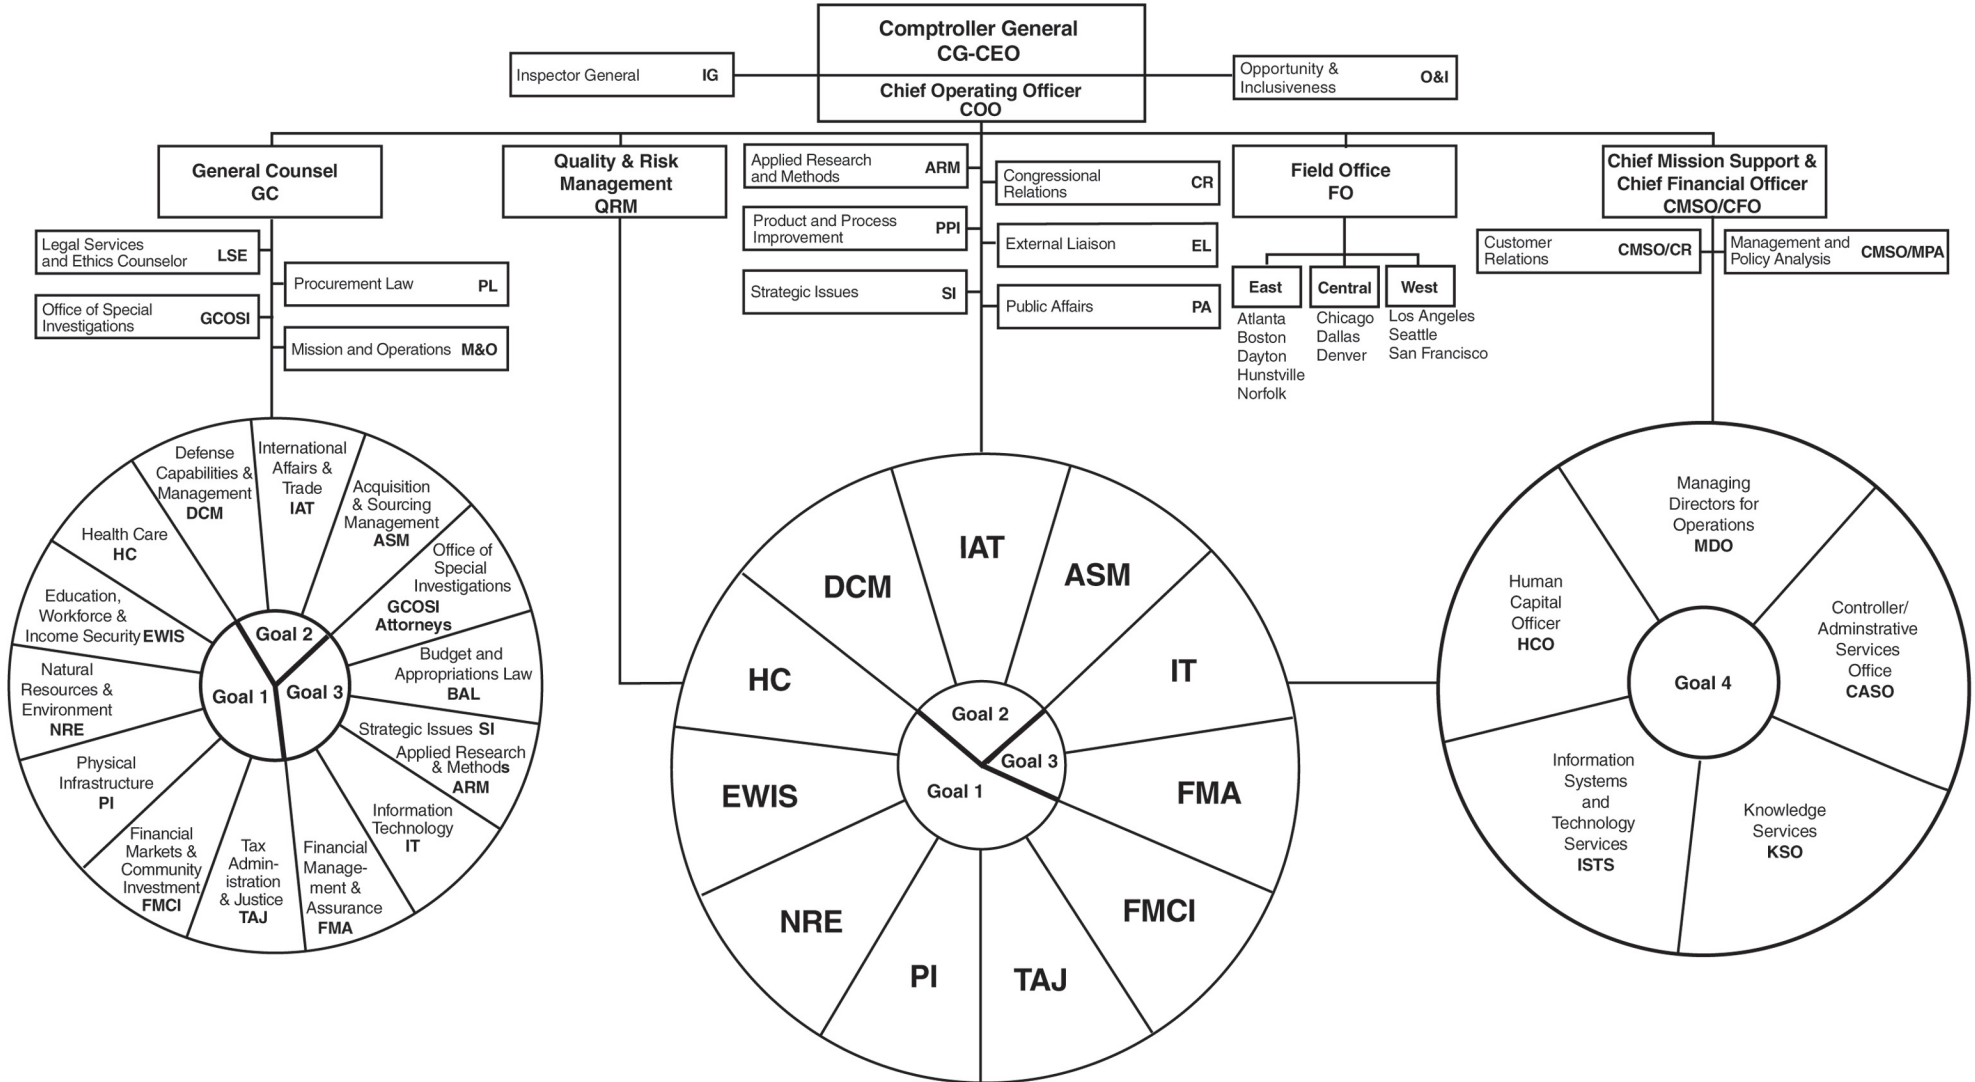 Comptroller General
CG-CEO
Chief Operating Officer
COO
Inspector General IG
Opportunity &
Inclusiveness O&I
General Counsel
GC
Legal Services
and Ethics Counselor LSE
Procurement Law PL
Office of Special
Investigations GCOSI
Mission and Operations M&O
Quality & Risk
Management
QRM
Applied Research
and Methods ARM
Congressional
Relations CR
Product and Process
Improvement PPI
External Liaison EL
Strategic Issues SI
Public Affairs PA
Field Office
FO
East
Atlanta
Boston
Dayton
Hunstville
Norfolk
Central
Chicago
Dallas
Denver
West
Los Angeles
Seattle
San Francisco
Chief Mission Support &
Chief Financial Officer
CMSO/CFO
Customer
Relations CMSO/CR
Management and
Policy Analysis CMSO/MPA
Defense
Capabilities &
Management
DCM
International
Affairs &
Trade
IAT
Acquisition
& Sourcing
Management
ASM
Office of
Special
Investigations
GCOSI
Attorneys
Budget and
Appropriations Law
BAL
Strategic Issues SI
Applied Research
& Methods
ARM
Information
Technology
IT
Financial
Manage-
ment &
Assurance
FMA
Tax
Admin-
istration
& Justice
TAJ
Financial
Markets &
Community
Investment
FMCI
Physical
Infrastructure
PI
Natural
Resources &
Environment
NRE
Education,
Workforce &
Income Security EWIS
Health Care
HC
Goal 2
Goal 1
Goal 3
IAT
ASM
IT
FMA
FMCI
TAJ
PI
NRE
EWIS
HC
DCM
Goal 2
Goal 3
Goal 1
Managing
Directors for
Operations
MDO
Controller/
Adminstrative
Services
Office
CASO
Knowledge
Services
KSO
Information
Systems
and
Technology
Services
ISTS
Human
Capital
Officer
HCO
Goal 4